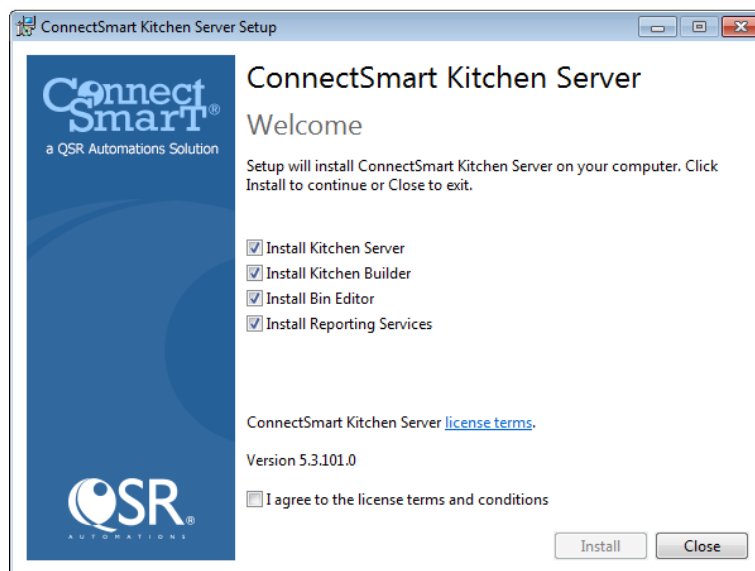 ConnectSmart Kitchen Server Setup
Connect
Smart®
a QSR Automations Solution
ConnectSmart Kitchen Server
Welcome
Setup will install ConnectSmart Kitchen Server on your computer. Click
Install to continue or Close to exit.
Install Kitchen Server
Install Kitchen Builder
Install Bin Editor
Install Reporting Services
ConnectSmart Kitchen Server license terms.
Version 5.3.101.0
I agree to the license terms and conditions
QSR®
AUTOMATIONS
Install Close